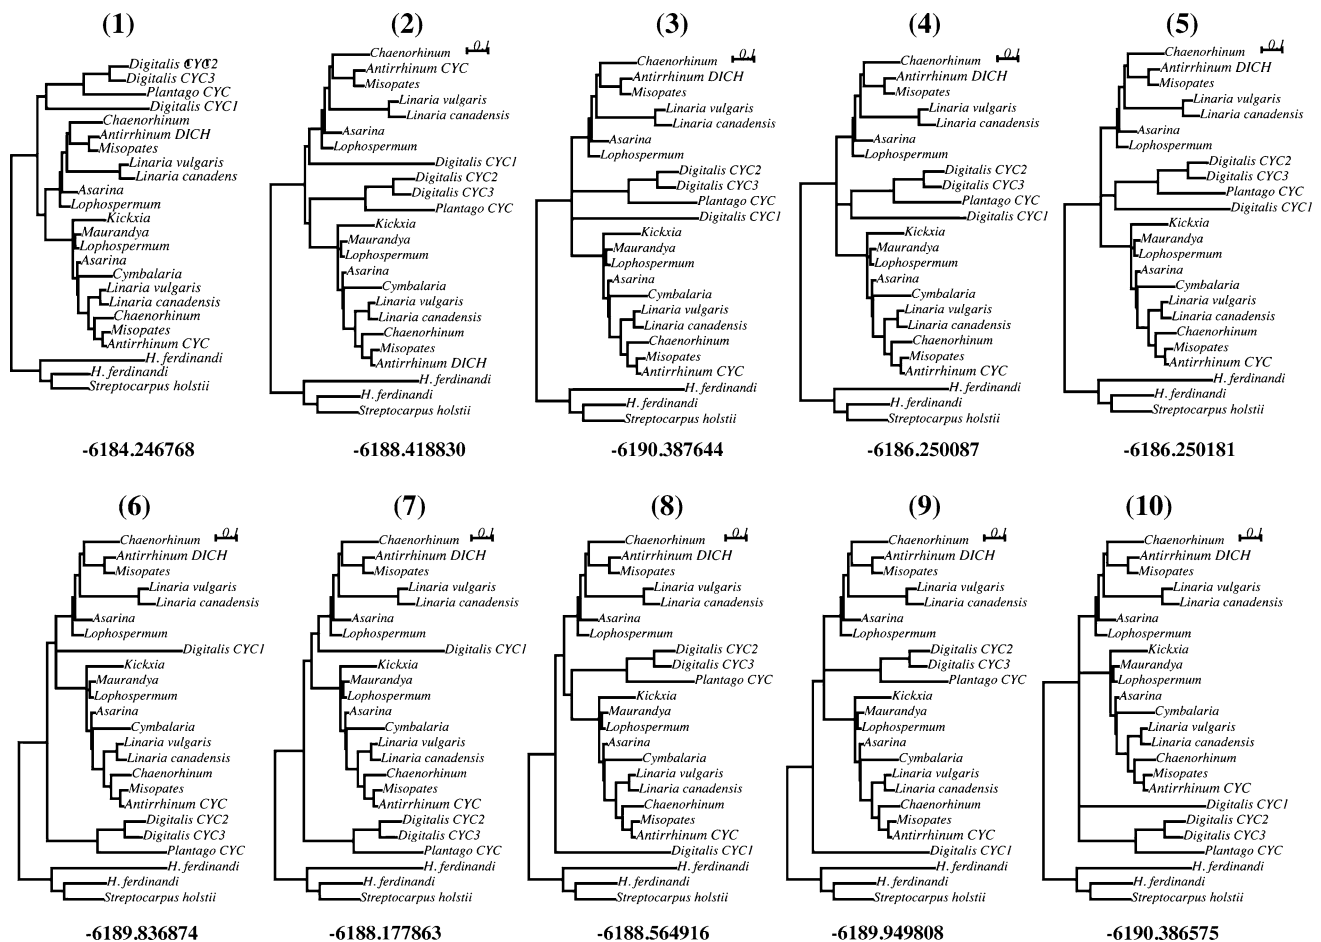 (1)
Digitalis CYC2
Digitalis CYC3
Plantago CYC
Digitalis CYC1
Chaenorhinum
Antirrhinum DICH
Misopates
Linaria vulgaris
Linaria canadens
Asarina
Lophospermum
Kickxia
Maurandya
Lophospermum
Asarina
Cymbalaria
Linaria vulgaris
Linaria canadensis
Chaenorhinum
Misopates
Antirrhinum CYC
H. ferdinandi
H. ferdinandi
Streptocarpus holstii
-6184.246768
(2)
0.1
Chaenorhinum
Antirrhinum CYC
Misopates
Linaria vulgaris
Linaria canadensis
Asarina
Lophospermum
Digitalis CYC1
Digitalis CYC2
Digitalis CYC3
Plantago CYC
Kickxia
Maurandya
Lophospermum
Asarina
Cymbalaria
Linaria vulgaris
Linaria canadensis
Chaenorhinum
Misopates
Antirrhinum DICH
H. ferdinandi
H. ferdinandi
Streptocarpus holstii
-6188.418830
(3)
0.1
Chaenorhinum
Antirrhinum DICH
Misopates
Linaria vulgaris
Linaria canadensis
Asarina
Lophospermum
Digitalis CYC2
Digitalis CYC3
Plantago CYC
Digitalis CYC1
Kickxia
Maurandya
Lophospermum
Asarina
Cymbalaria
Linaria vulgaris
Linaria canadensis
Chaenorhinum
Misopates
Antirrhinum CYC
H. ferdinandi
H. ferdinandi
Streptocarpus holstii
-6190.387644
(4)
0.1
Chaenorhinum
Antirrhinum DICH
Misopates
Linaria vulgaris
Linaria canadensis
Asarina
Lophospermum
Digitalis CYC2
Digitalis CYC3
Plantago CYC
Digitalis CYC1
Kickxia
Maurandya
Lophospermum
Asarina
Cymbalaria
Linaria vulgaris
Linaria canadensis
Chaenorhinum
Misopates
Antirrhinum CYC
H. ferdinandi
H. ferdinandi
Streptocarpus holstii
-6186.250087
(5)
0.1
Chaenorhinum
Antirrhinum DICH
Misopates
Linaria vulgaris
Linaria canadensis
Asarina
Lophospermum
Digitalis CYC2
Digitalis CYC3
Plantago CYC
Digitalis CYC1
Kickxia
Maurandya
Lophospermum
Asarina
Cymbalaria
Linaria vulgaris
Linaria canadensis
Chaenorhinum
Misopates
Antirrhinum CYC
H. ferdinandi
H. ferdinandi
Streptocarpus holstii
-6186.250181
(6)
0.1
Chaenorhinum
Antirrhinum DICH
Misopates
Linaria vulgaris
Linaria canadensis
Asarina
Lophospermum
Digitalis CYC1
Kickxia
Maurandya
Lophospermum
Asarina
Cymbalaria
Linaria vulgaris
Linaria canadensis
Chaenorhinum
Misopates
Antirrhinum CYC
Digitalis CYC2
Digitalis CYC3
Plantago CYC
H. ferdinandi
H. ferdinandi
Streptocarpus holstii
-6189.836874
(7)
0.1
Chaenorhinum
Antirrhinum DICH
Misopates
Linaria vulgaris
Linaria canadensis
Asarina
Lophospermum
Digitalis CYC1
Kickxia
Maurandya
Lophospermum
Asarina
Cymbalaria
Linaria vulgaris
Linaria canadensis
Chaenorhinum
Misopates
Antirrhinum CYC
Digitalis CYC2
Digitalis CYC3
Plantago CYC
H. ferdinandi
H. ferdinandi
Streptocarpus holstii
-6188.177863
(8)
0.1
Chaenorhinum
Antirrhinum DICH
Misopates
Linaria vulgaris
Linaria canadensis
Asarina
Lophospermum
Digitalis CYC2
Digitalis CYC3
Plantago CYC
Kickxia
Maurandya
Lophospermum
Asarina
Cymbalaria
Linaria vulgaris
Linaria canadensis
Chaenorhinum
Misopates
Antirrhinum CYC
Digitalis CYC1
H. ferdinandi
H. ferdinandi
Streptocarpus holstii
-6188.564916
(9)
0.1
Chaenorhinum
Antirrhinum DICH
Misopates
Linaria vulgaris
Linaria canadensis
Asarina
Lophospermum
Digitalis CYC2
Digitalis CYC3
Plantago CYC
Kickxia
Maurandya
Lophospermum
Asarina
Cymbalaria
Linaria vulgaris
Linaria canadensis
Chaenorhinum
Misopates
Antirrhinum CYC
Digitalis CYC1
H. ferdinandi
H. ferdinandi
Streptocarpus holstii
-6189.949808
(10)
0.1
Chaenorhinum
Antirrhinum DICH
Misopates
Linaria vulgaris
Linaria canadensis
Asarina
Lophospermum
Kickxia
Maurandya
Lophospermum
Asarina
Cymbalaria
Linaria vulgaris
Linaria canadensis
Chaenorhinum
Misopates
Antirrhinum CYC
Digitalis CYC1
Digitalis CYC2
Digitalis CYC3
Plantago CYC
H. ferdinandi
H. ferdinandi
Streptocarpus holstii
-6190.386575